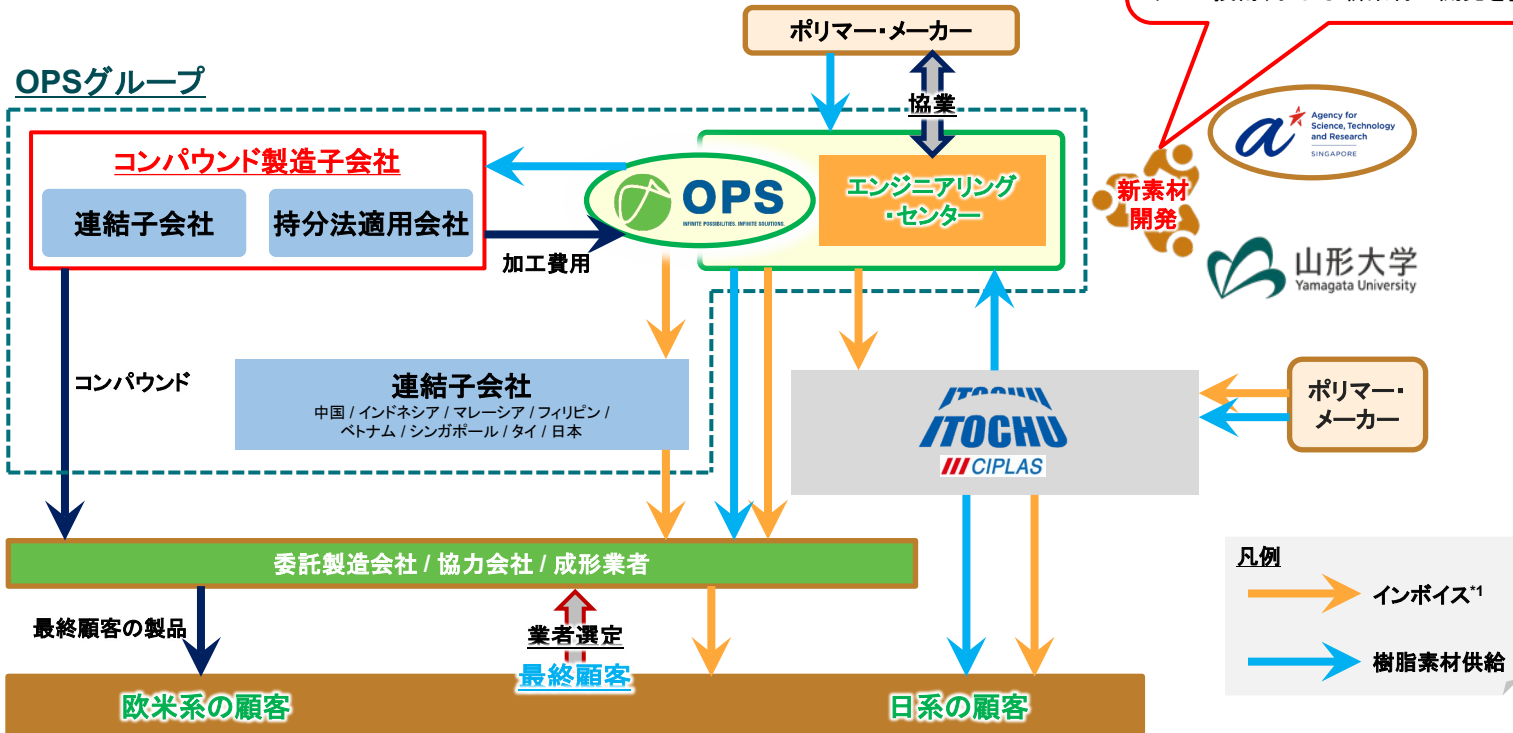 ポリマー・メーカー
OPSグループ
協業
Agency for
Science, Technology
and Research
SINGAPORE
コンパウンド製造子会社
連結子会社
持分法適用会社
OPS
INFINITE POSSIBILITIES. INFINITE SOLUTIONS.
エンジニアリング
・センター
新素材
開発
加工費用
山形大学
Yamagata University
コンパウンド
連結子会社
中国 / インドネシア / マレーシア / フィリピン /
ベトナム / シンガポール / タイ / 日本
ITOCHU
CIPLAS
ポリマー・
メーカー
委託製造会社 / 協力会社 / 成形業者
最終顧客の製品
業者選定
最終顧客
欧米系の顧客
日系の顧客
凡例
インボイス*1
樹脂素材供給